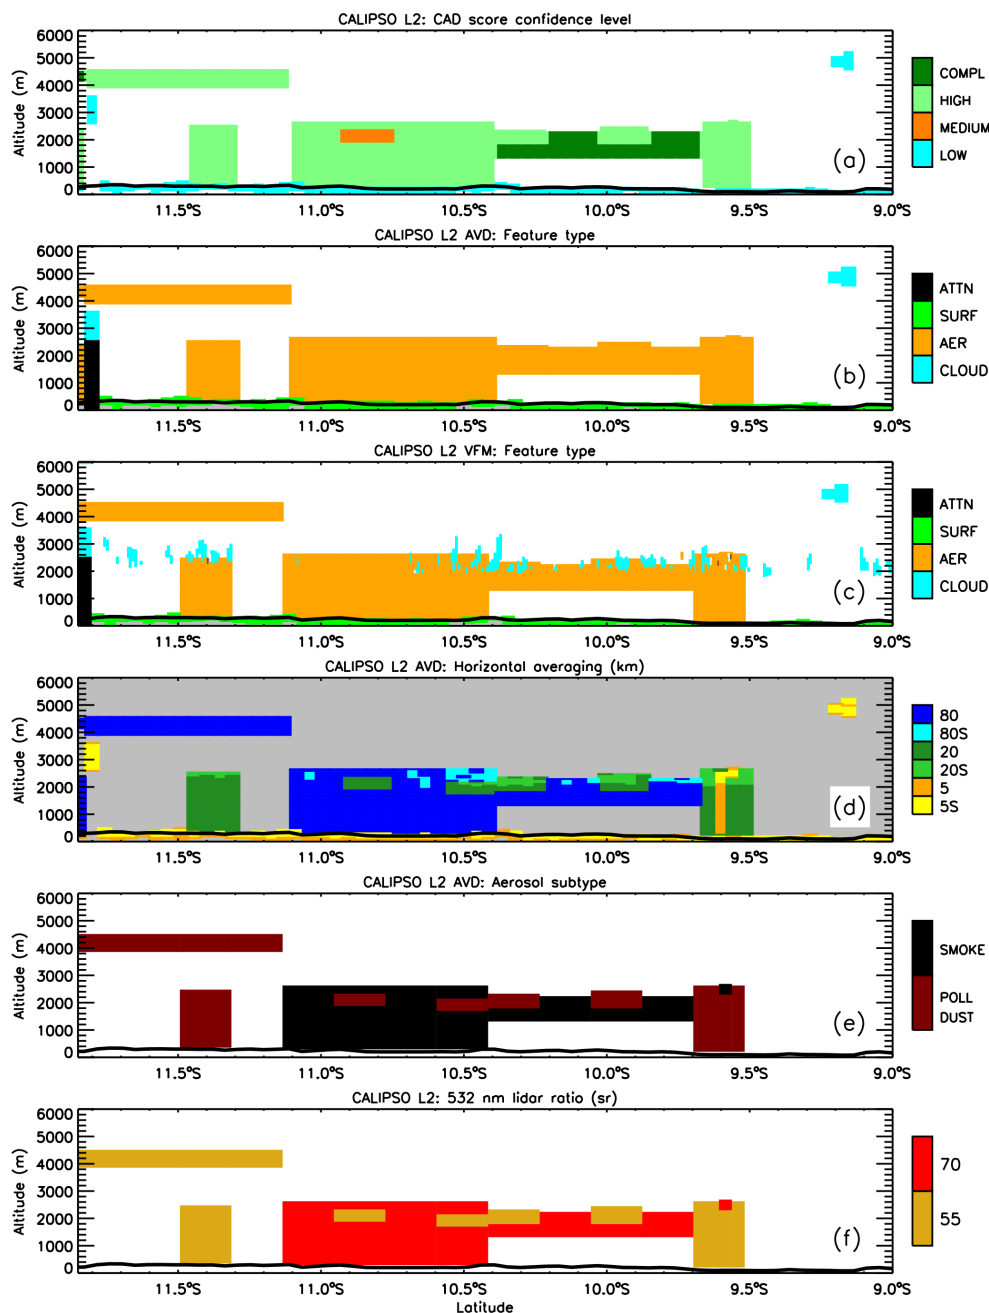 CALIPSO L2: CAD score confidence level
6000
5000
4000
3000
2000
1000
0
Altitude (m)
11.5°S 11.0°S 10.5°S 10.0°S 9.5°S 9.0°S
(a)
COMPL
HIGH
MEDIUM
LOW
CALIPSO L2 AVD: Feature type
6000
5000
4000
3000
2000
1000
0
Altitude (m)
11.5°S 11.0°S 10.5°S 10.0°S 9.5°S 9.0°S
(b)
ATTN
SURF
AER
CLOUD
CALIPSO L2 VFM: Feature type
6000
5000
4000
3000
2000
1000
0
Altitude (m)
11.5°S 11.0°S 10.5°S 10.0°S 9.5°S 9.0°S
(c)
ATTN
SURF
AER
CLOUD
CALIPSO L2 AVD: Horizontal averaging (km)
6000
5000
4000
3000
2000
1000
0
Altitude (m)
11.5°S 11.0°S 10.5°S 10.0°S 9.5°S 9.0°S
(d)
80
80S
20
20S
5
5S
CALIPSO L2 AVD: Aerosol subtype
6000
5000
4000
3000
2000
1000
0
Altitude (m)
11.5°S 11.0°S 10.5°S 10.0°S 9.5°S 9.0°S
(e)
SMOKE
POLL
DUST
CALIPSO L2: 532 nm lidar ratio (sr)
6000
5000
4000
3000
2000
1000
0
Altitude (m)
11.5°S 11.0°S 10.5°S 10.0°S 9.5°S 9.0°S
Latitude
(f)
70
55